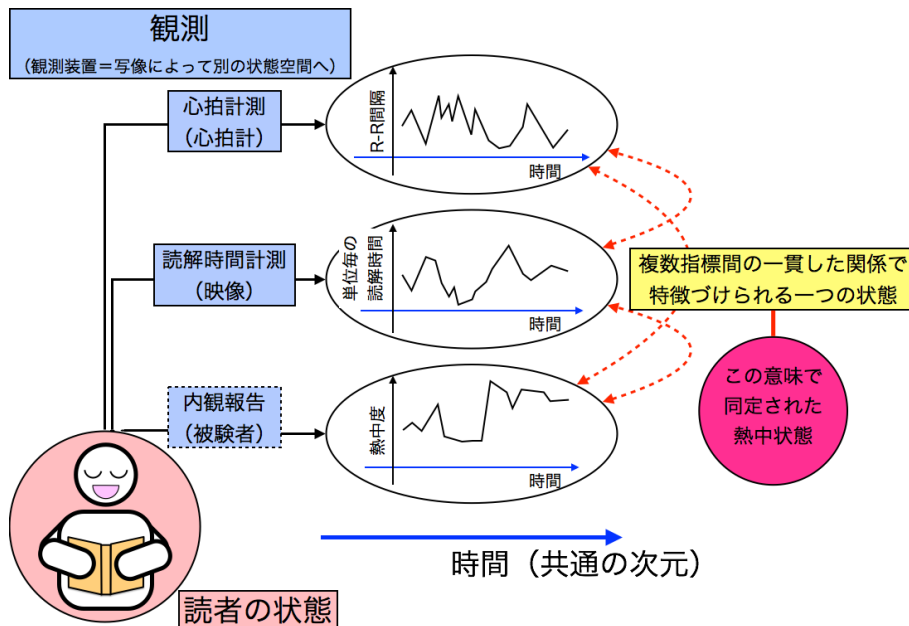 観測
（観測装置＝写像によって別の状態空間へ）
心拍計測
（心拍計）
R-R間隔
時間
読解時間計測
（映像）
単位毎の
読解時間
時間
複数指標間の一貫した関係で
特徴づけられる一つの状態
内観報告
（被験者）
熱中度
時間
この意味で
同定された
熱中状態
時間（共通の次元）
読者の状態